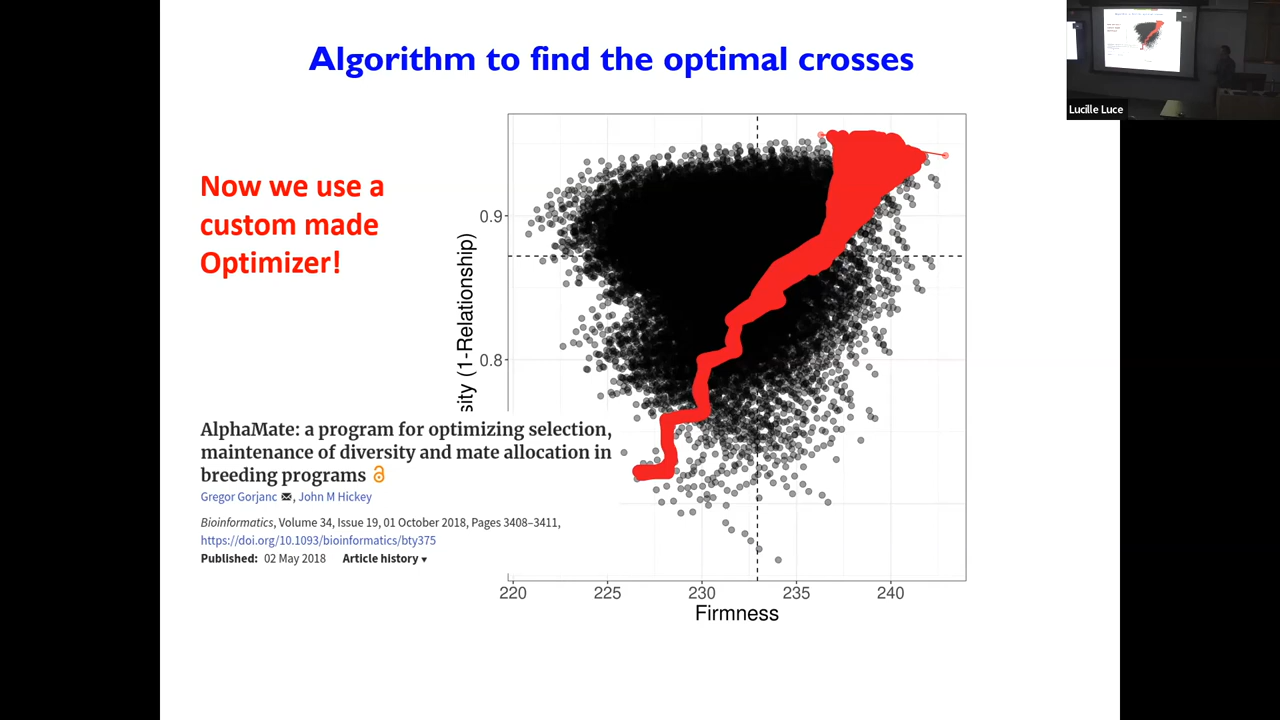 Algorithm to find the optimal crosses
Lucille Luce
Now we use a
custom made
Optimizer!
sity (1-Relationship)
0.9
0.8
AlphaMate: a program for optimizing selection,
maintenance of diversity and mate allocation in
breeding programs
Gregor Gorjanc , John M Hickey
Bioinformatics, Volume 34, Issue 19, 01 October 2018, Pages 3408–3411,
https://doi.org/10.1093/bioinformatics/bty375
Published: 02 May 2018 Article history ▾
220 225 230 235 240
Firmness